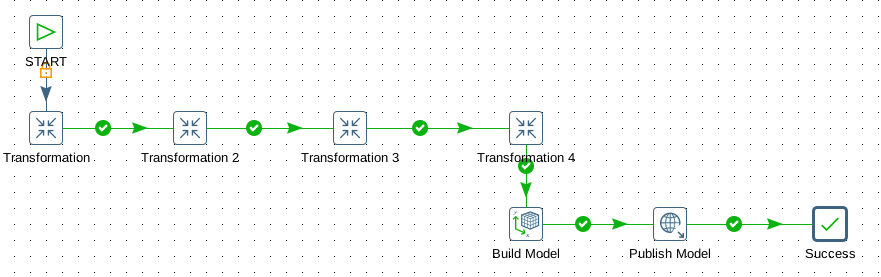 START
Transformation
Transformation 2
Transformation 3
Transformation 4
Build Model
Publish Model
Success